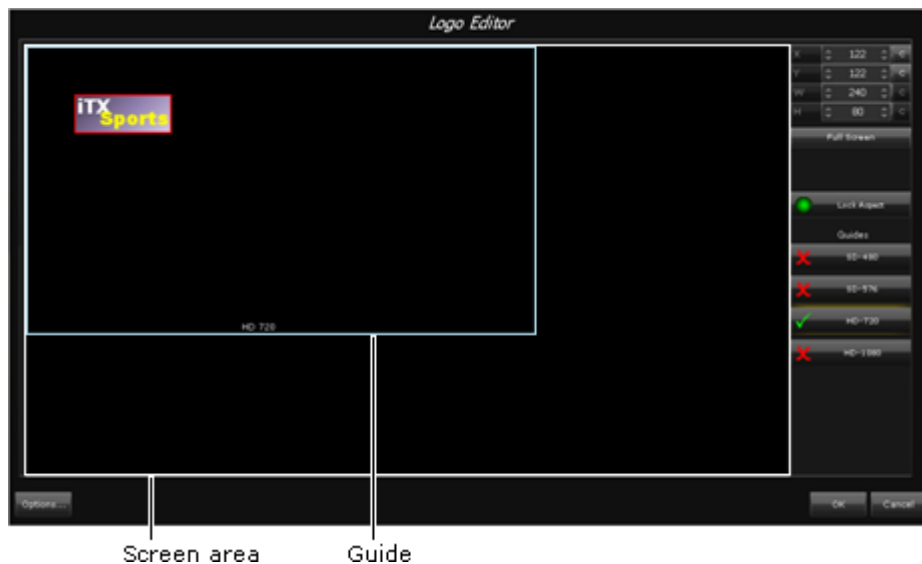 Logo Editor
iTX
Sports
X 122 C
Y 122 C
W 240 C
H 80 C
Full Screen
Lock Aspect
Guides
SD-480
SD-576
HD-720
HD-1080
HD 720
Options...
OK
Cancel
Screen area
Guide